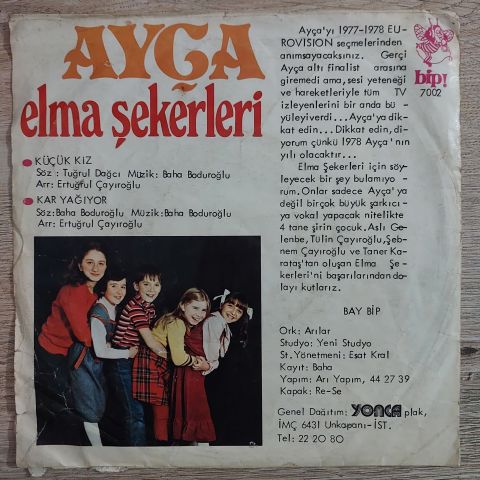 AYÇA
elma şekerleri
KÜÇÜK KIZ
Söz : Tuğrul Dağcı Müzik: Baha Boduroğlu
Arr: Ertuğrul Çayıroğlu
KAR YAĞIYOR
Söz:Baha Boduroğlu Müzik:Baha Boduroğlu
Arr: Ertuğrul Çayıroğlu
Ayça'yı 1977-1978 EU-
ROVISION seçmelerinden
anımsayacaksınız. Gerçi
Ayça altı finalist arasına
giremedi ama, sesi yeteneği
ve hareketleriyle tüm TV
izleyenlerini bir anda bü -
yüleyiverdi...Ayça'ya dik-
kat edin...Dikkat edin,di-
yorum çünkü 1978 Ayça 'nın
yılı olacaktır...
Elma Şekerleri için söy-
leyecek bir şey bulamıyo -
rum. Onlar sadece Ayça' ya
değil birçok büyük şarkıcı-
ya vokal yapacak nitelikte
4 tane şirin çocuk. Aslı Ge-
lenbe, Tülin Çayıroğlu, Şeb-
nem Çayıroğlu ve Taner Ka-
rataş'tan oluşan Elma Şe -
kerleri'ni başarılarından do-
layı kutlarız.
BAY BİP
Ork: Arılar
Studyo: Yeni Studyo
St.Yönetmeni: Eşat Kral
Kayıt: Baha
Yapım: Arı Yapım, 44 27 39
Kapak: Re-Se
Genel Dağıtım: YONCA plak,
İMÇ 6431 Unkapanı-İST.
Tel: 22 20 80
bip!
7002